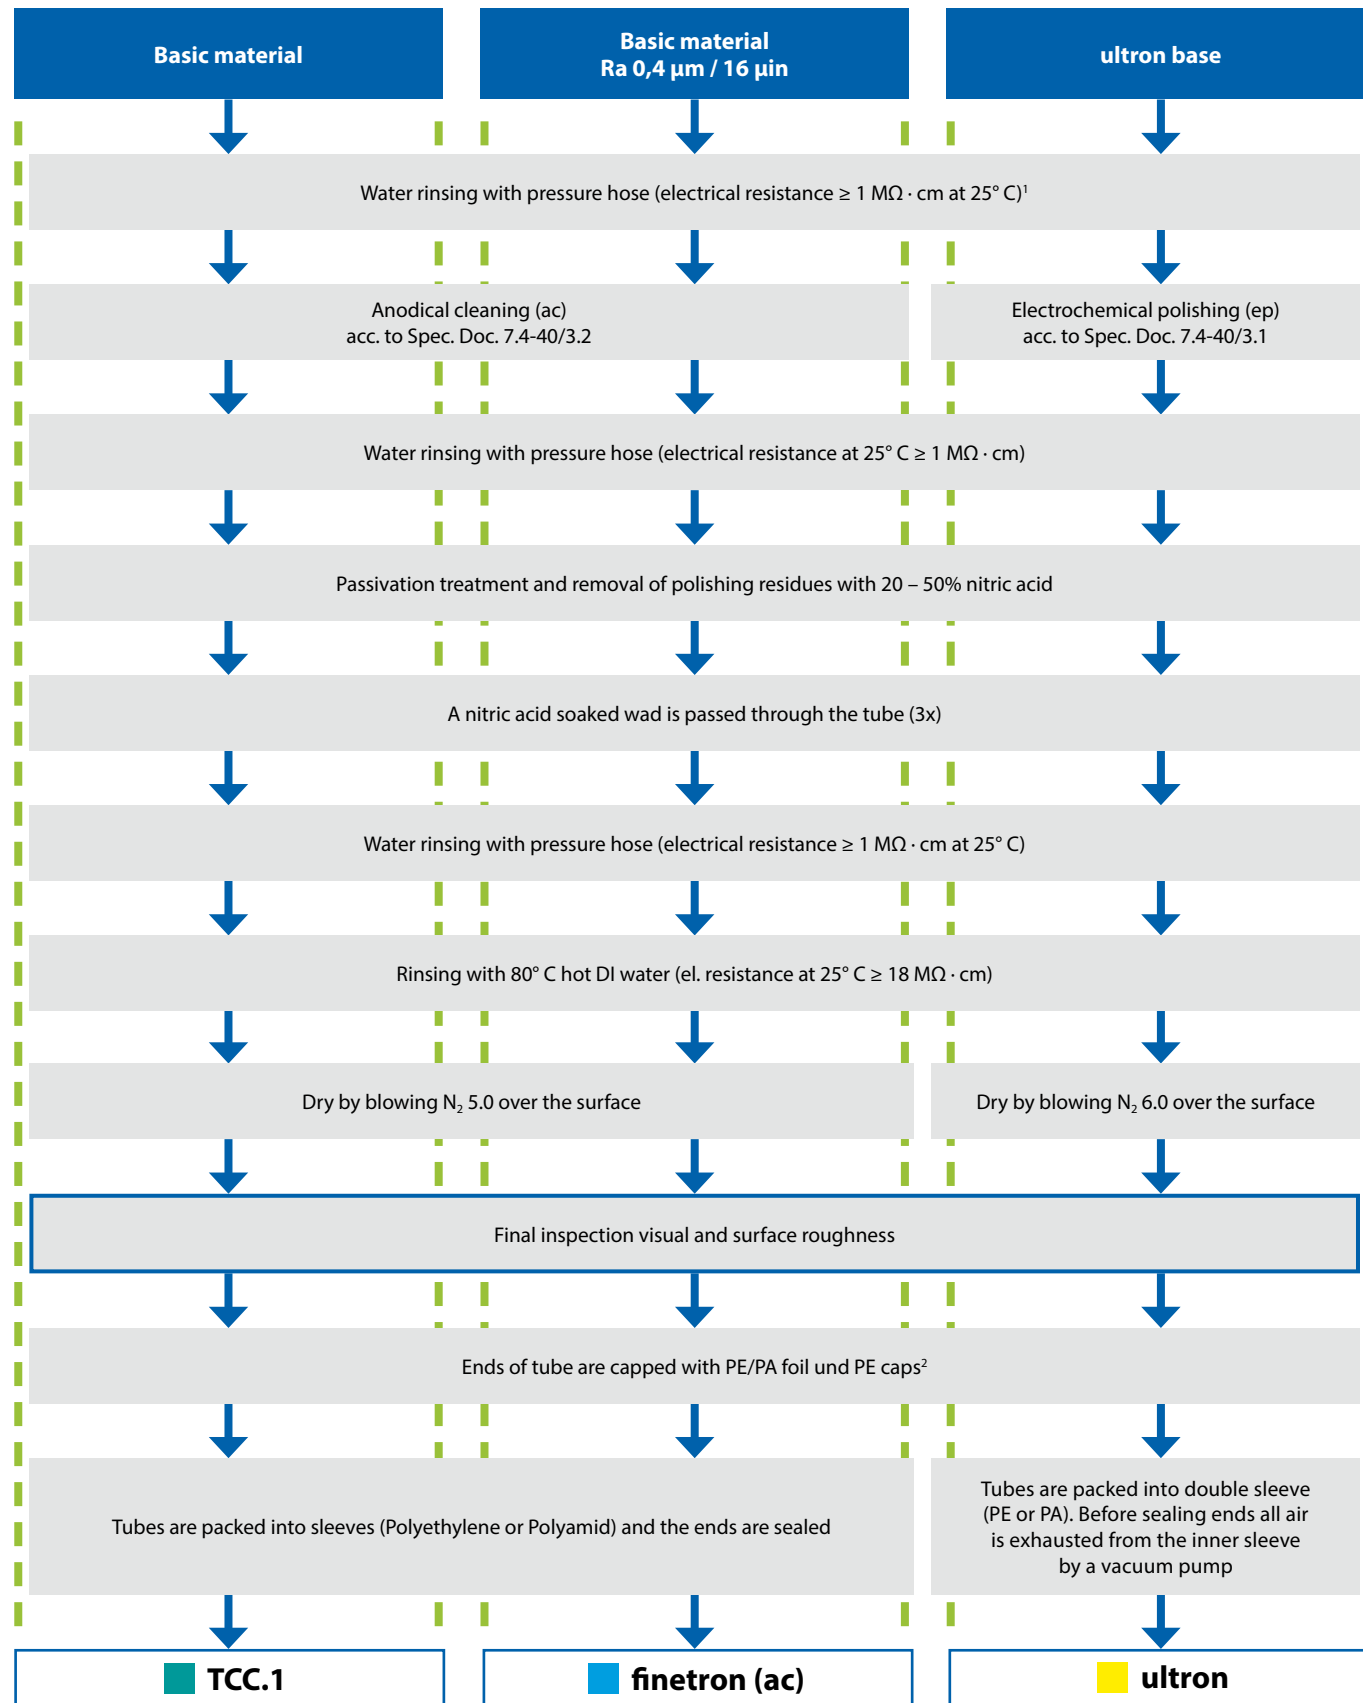 Basic material
Basic material
Ra 0,4 µm / 16 µin
ultron base
Water rinsing with pressure hose (electrical resistance ≥ 1 MΩ · cm at 25° C)¹
Anodical cleaning (ac)
acc. to Spec. Doc. 7.4-40/3.2
Electrochemical polishing (ep)
acc. to Spec. Doc. 7.4-40/3.1
Water rinsing with pressure hose (electrical resistance at 25° C ≥ 1 MΩ · cm)
Passivation treatment and removal of polishing residues with 20 – 50% nitric acid
A nitric acid soaked wad is passed through the tube (3x)
Water rinsing with pressure hose (electrical resistance ≥ 1 MΩ · cm at 25° C)
Rinsing with 80° C hot DI water (el. resistance at 25° C ≥ 18 MΩ · cm)
Dry by blowing N₂ 5.0 over the surface
Dry by blowing N₂ 6.0 over the surface
Final inspection visual and surface roughness
Ends of tube are capped with PE/PA foil und PE caps²
Tubes are packed into sleeves (Polyethylene or Polyamid) and the ends are sealed
Tubes are packed into double sleeve
(PE or PA). Before sealing ends all air
is exhausted from the inner sleeve
by a vacuum pump
TCC.1
finetron (ac)
ultron